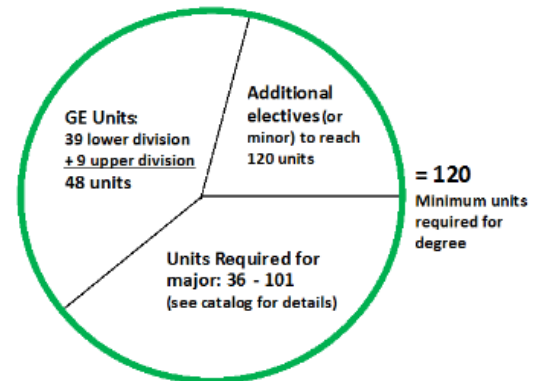 GE Units:
39 lower division
+ 9 upper division
48 units
Additional
electives (or
minor) to reach
120 units
= 120
Minimum units
required for
degree
Units Required for
major: 36 - 101
(see catalog for details)